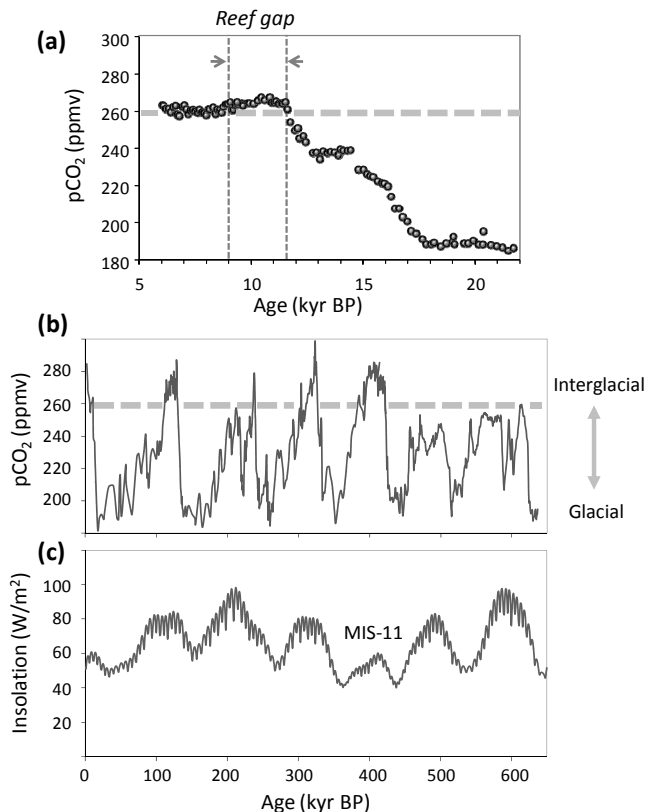 Reef gap
(a)
300
280
260
240
220
200
180
pCO₂ (ppmv)
5 10 15 20
Age (kyr BP)
(b)
280
260
240
220
200
pCO₂ (ppmv)
Interglacial
Glacial
(c)
100
80
60
40
20
Insolation (W/m²)
MIS-11
0 100 200 300 400 500 600
Age (kyr BP)